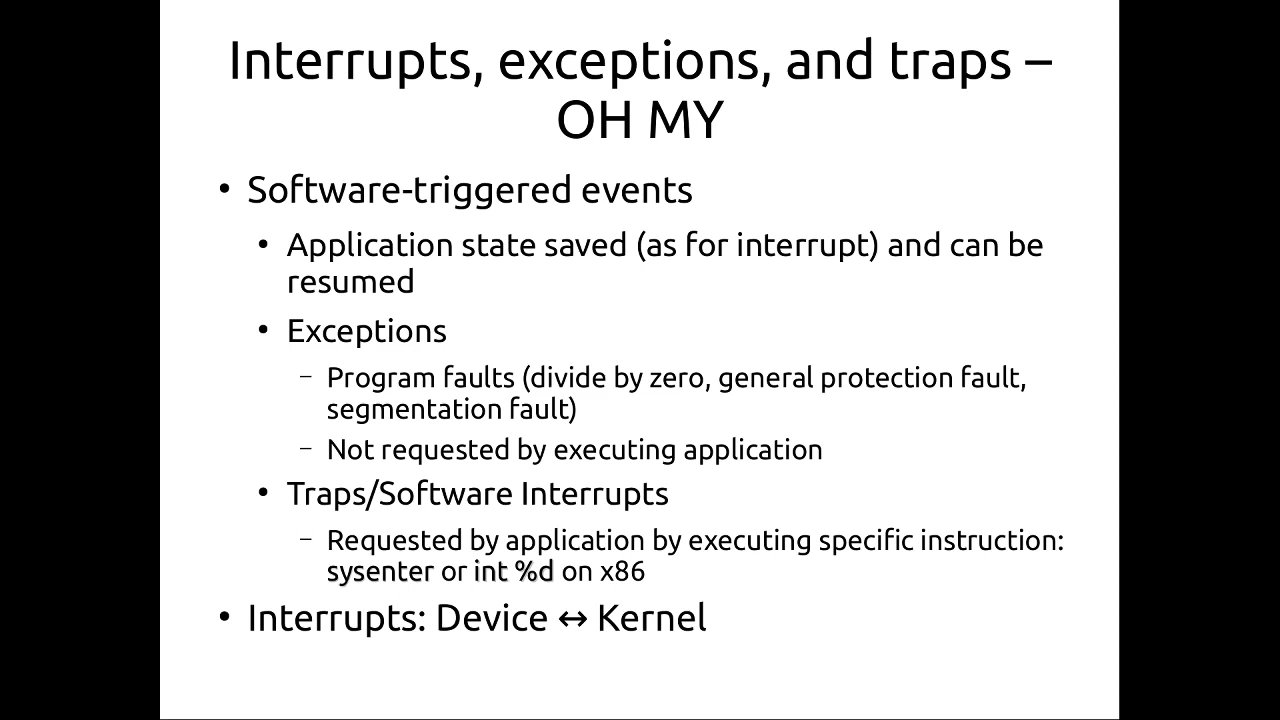 Interrupts, exceptions, and traps –
OH MY
• Software-triggered events
• Application state saved (as for interrupt) and can be
resumed
• Exceptions
– Program faults (divide by zero, general protection fault,
segmentation fault)
– Not requested by executing application
• Traps/Software Interrupts
– Requested by application by executing specific instruction:
sysenter or int %d on x86
• Interrupts: Device ↔ Kernel